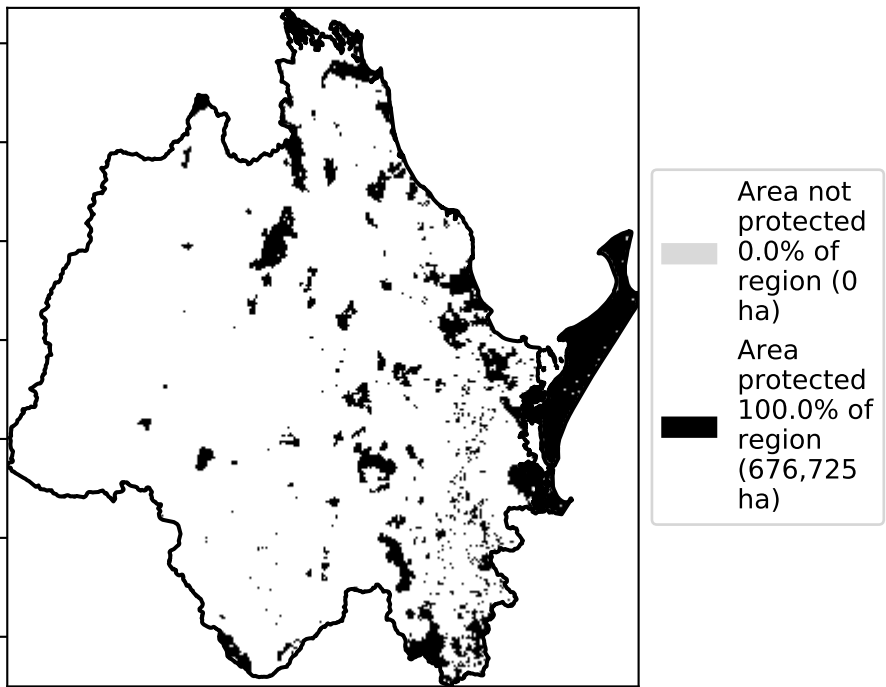 Area not
protected
0.0% of
region (0
ha)
Area
protected
100.0% of
region
(676,725
ha)